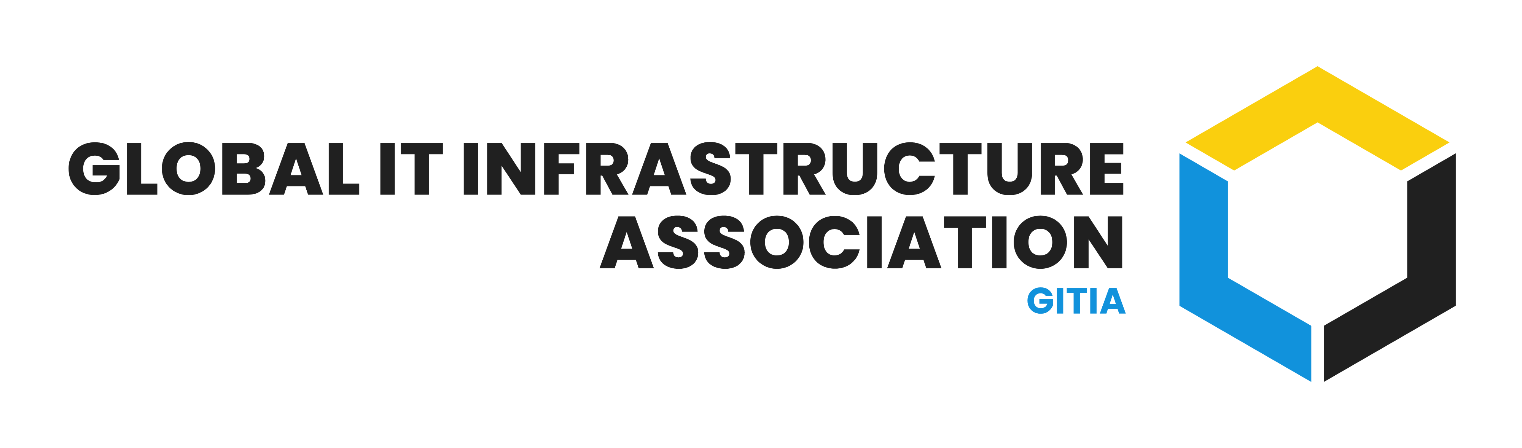 GLOBAL IT INFRASTRUCTURE
ASSOCIATION
GITIA